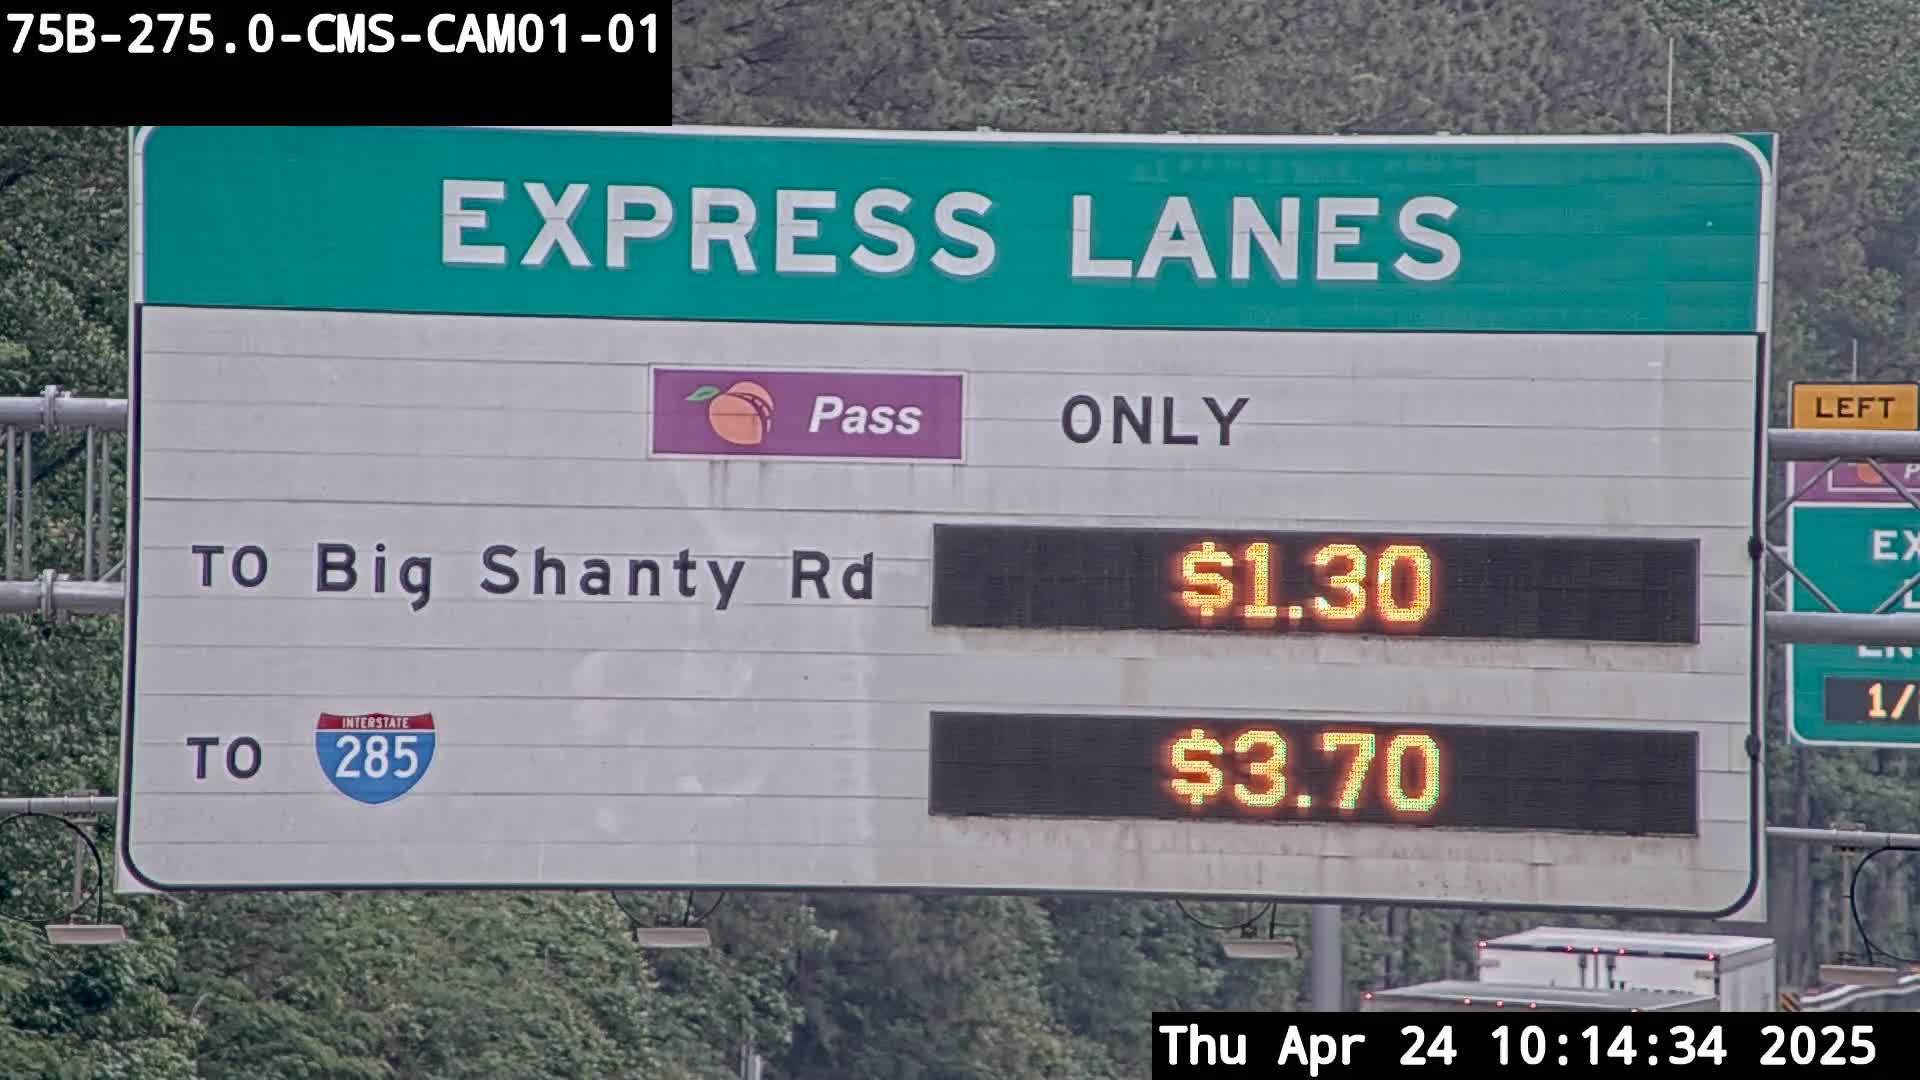 75B-275.0-CMS-CAM01-01
EXPRESS LANES
Pass ONLY
TO Big Shanty Rd $1.30
TO INTERSTATE 285 $3.70
LEFT
Thu Apr 24 10:14:34 2025